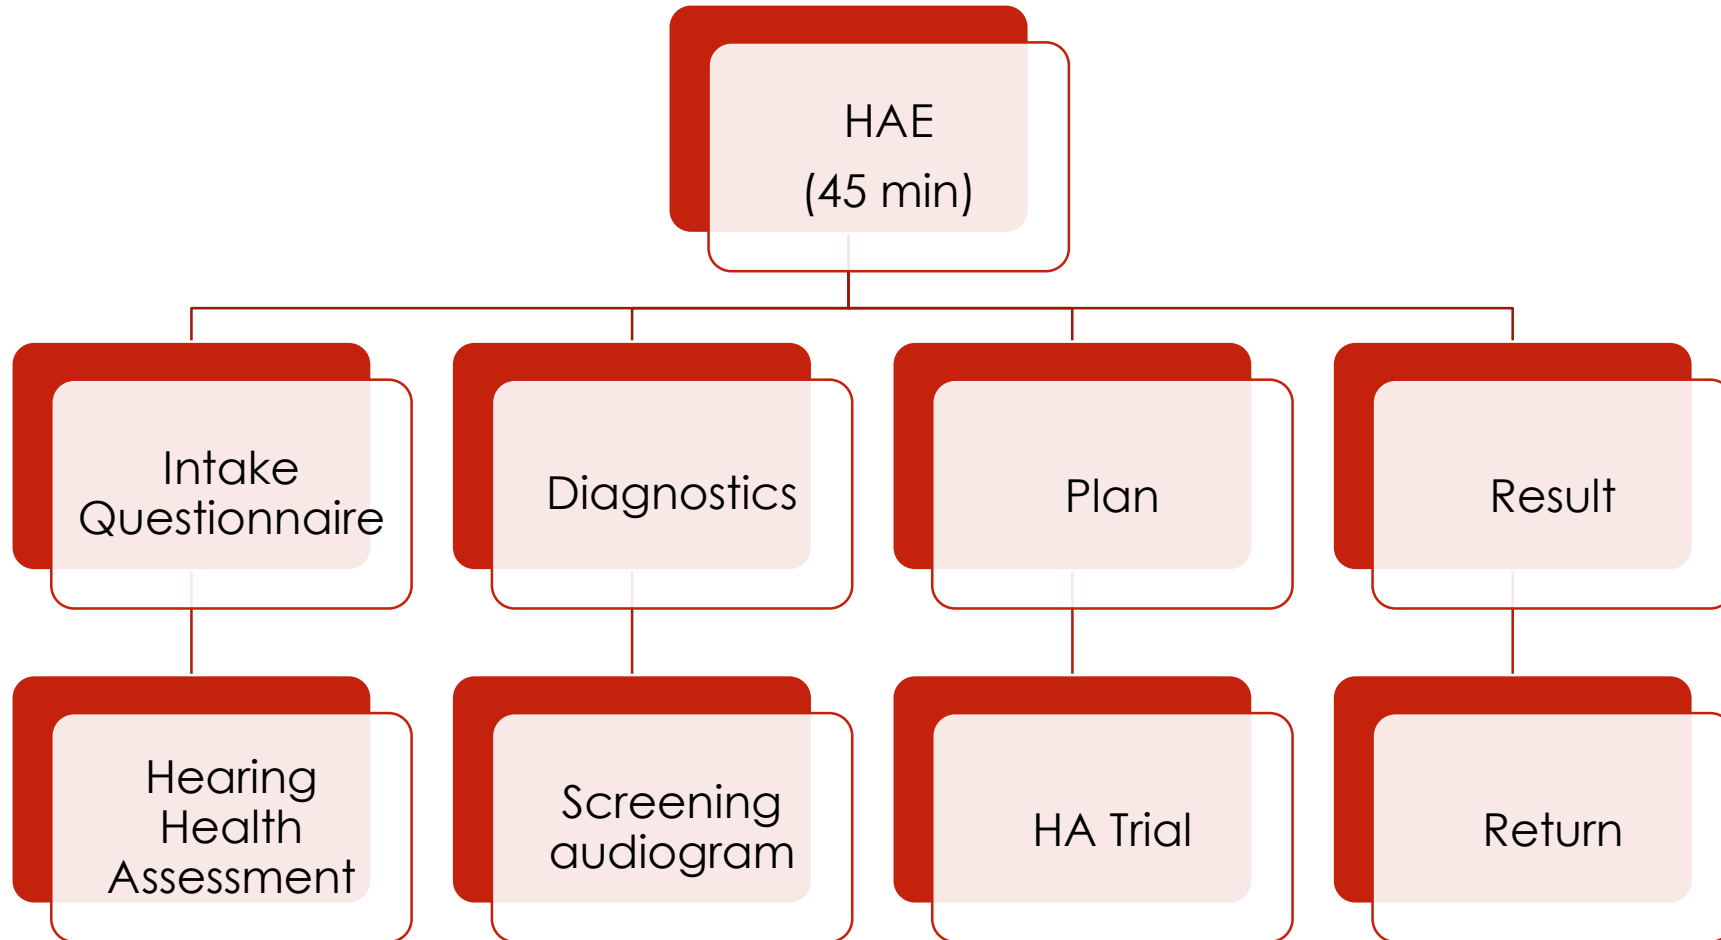 HAE
(45 min)
Intake
Questionnaire
Diagnostics
Plan
Result
Hearing
Health
Assessment
Screening
audiogram
HA Trial
Return